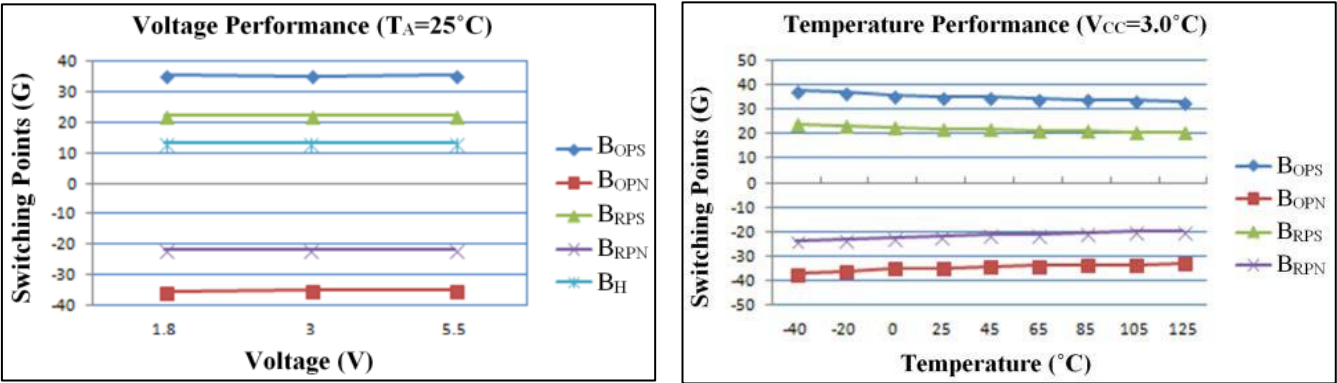 Voltage Performance (TA=25˚C)
Switching Points (G)
40
30
20
10
0
-10
-20
-30
-40
1.8 3 5.5
Voltage (V)
BOPS
BOPN
BRPS
BRPN
BH
Temperature Performance (VCC=3.0˚C)
Switching Points (G)
50
40
30
20
10
0
-10
-20
-30
-40
-50
-40 -20 0 25 45 65 85 105 125
Temperature (˚C)
BOPS
BOPN
BRPS
BRPN